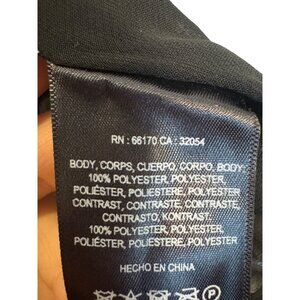 RN : 66170 CA : 32054
BODY, CORPS, CUERPO, CORPO, BODY,
100% POLYESTER, POLYESTER,
POLIÉSTER, POLIESTERE, POLYESTER
CONTRAST, CONTRASTE, CONTRASTE,
CONTRASTO, KONTRAST.
100% POLYESTER, POLYESTER,
POLIÉSTER, POLIESTERE, POLYESTER
HECHO EN CHINA
P